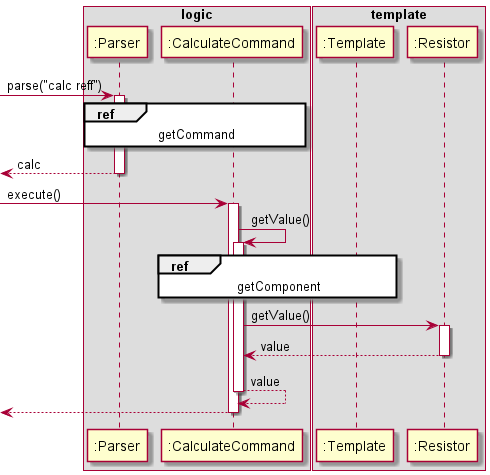 logic
template
:Parser
:CalculateCommand
:Template
:Resistor
parse("calc reff")
ref
getCommand
calc
execute()
getValue()
ref
getComponent
getValue()
value
value
:Parser
:CalculateCommand
:Template
:Resistor